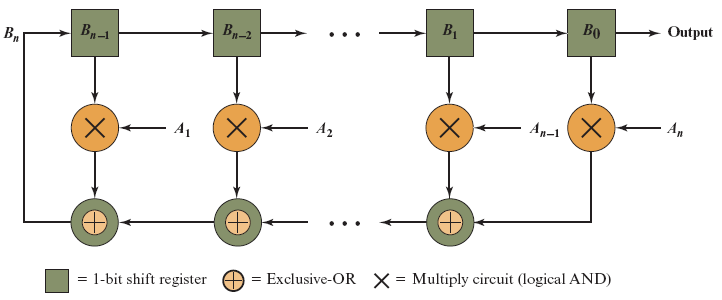 Bₙ Bₙ₋₁ Bₙ₋₂ • • • B₁ B₀ Output
A₁ A₂ Aₙ₋₁ Aₙ
• • •
= 1-bit shift register = Exclusive-OR = Multiply circuit (logical AND)